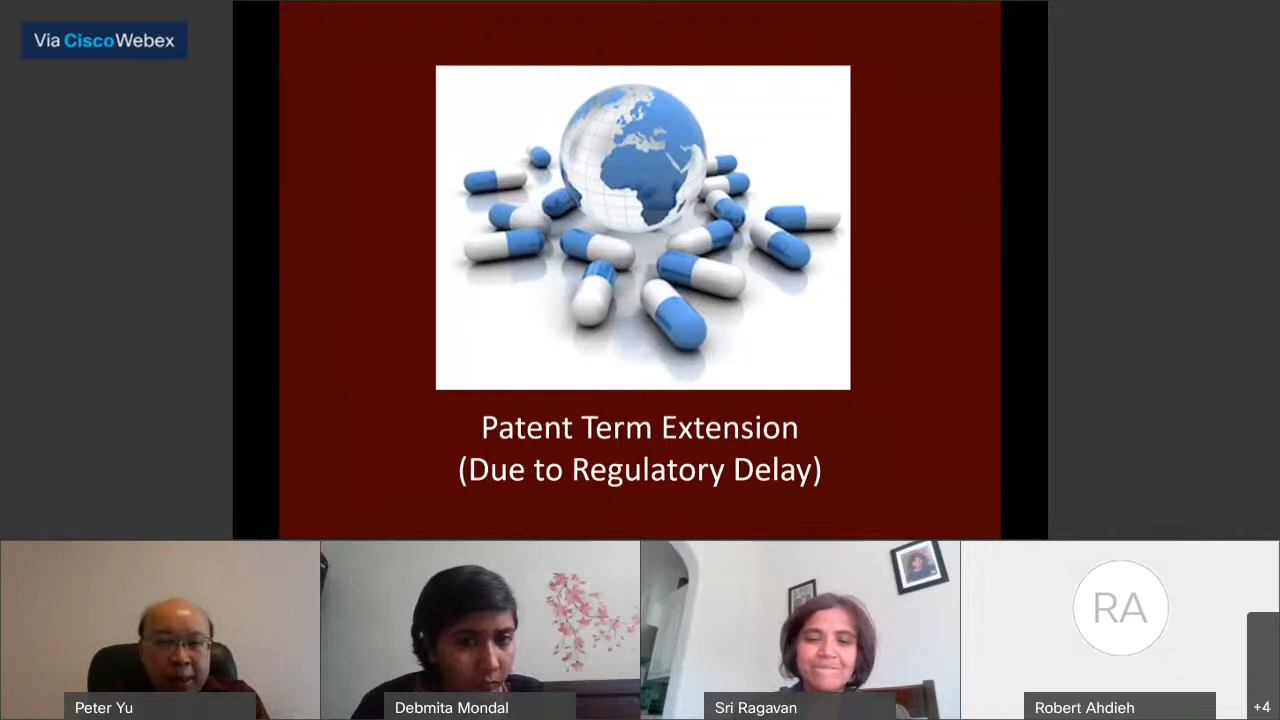 Via CiscoWebex
Patent Term Extension
(Due to Regulatory Delay)
RA
Peter Yu
Debmita Mondal
Sri Ragavan
Robert Ahdieh
+4